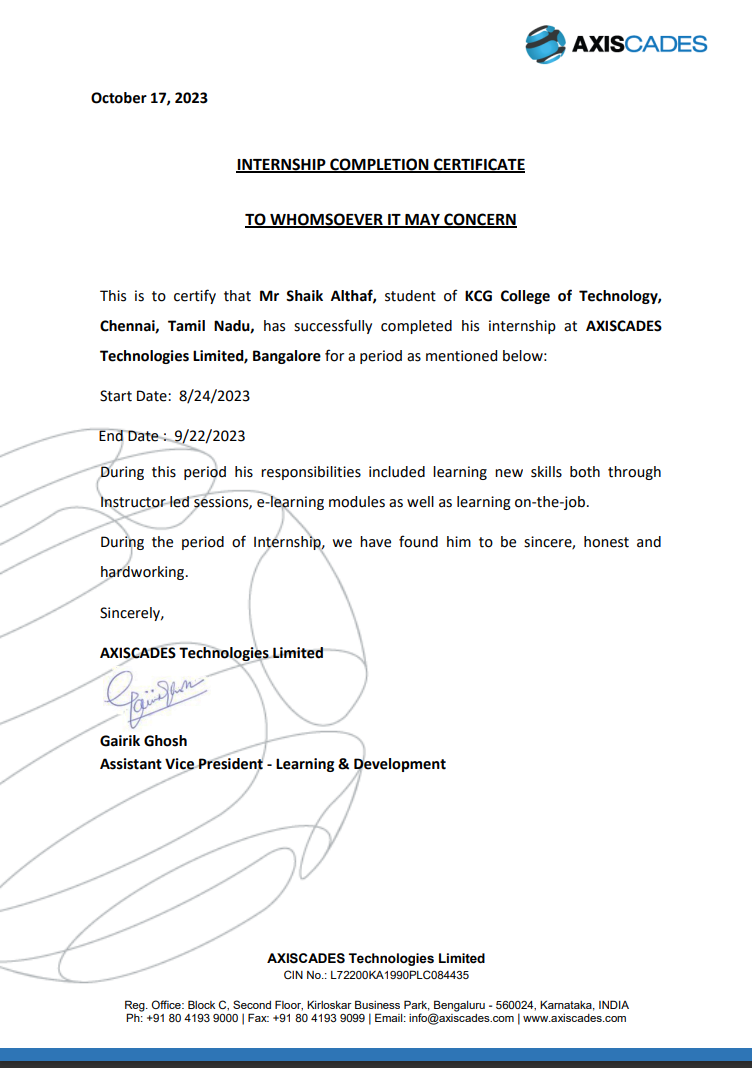 AXISCADES
October 17, 2023
INTERNSHIP COMPLETION CERTIFICATE
TO WHOMSOEVER IT MAY CONCERN
This is to certify that Mr Shaik Althaf, student of KCG College of Technology,
Chennai, Tamil Nadu, has successfully completed his internship at AXISCADES
Technologies Limited, Bangalore for a period as mentioned below:
Start Date: 8/24/2023
End Date : 9/22/2023
During this period his responsibilities included learning new skills both through
Instructor led sessions, e-learning modules as well as learning on-the-job.
During the period of Internship, we have found him to be sincere, honest and
hardworking.
Sincerely,
AXISCADES Technologies Limited
Gairik Ghosh
Assistant Vice President - Learning & Development
AXISCADES Technologies Limited
CIN No.: L72200KA1990PLC084435
Reg. Office: Block C, Second Floor, Kirloskar Business Park, Bengaluru - 560024, Karnataka, INDIA
Ph: +91 80 4193 9000 | Fax: +91 80 4193 9099 | Email: info@axiscades.com | www.axiscades.com